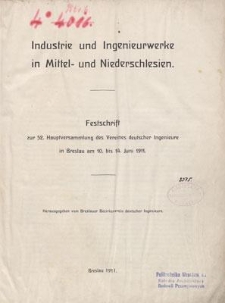 4° 4011.
Industrie und Ingenieurwerke
in Mittel- und Niederschlesien.
Festschrift
zur 52. Hauptversammlung des Vereines deutscher Ingenieure
in Breslau am 10. bis 14. Juni 1911.
Herausgegeben vom Breslauer Bezirksverein deutscher Ingenieure.
Breslau 1911.